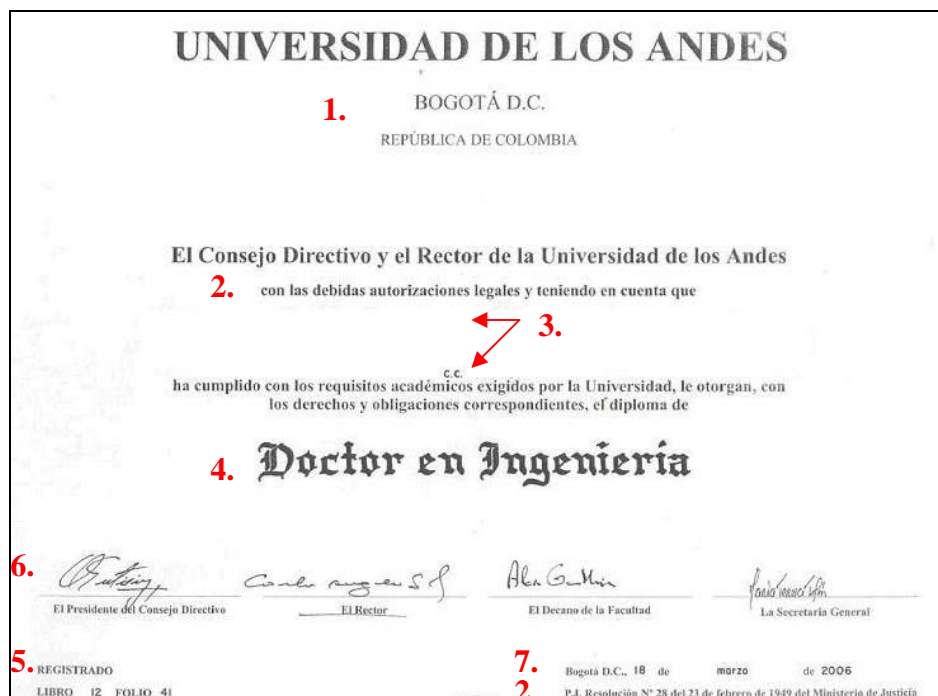 UNIVERSIDAD DE LOS ANDES
1.
BOGOTÁ D.C.
REPÚBLICA DE COLOMBIA
El Consejo Directivo y el Rector de la Universidad de los Andes
2. con las debidas autorizaciones legales y teniendo en cuenta que
3.
c.c.
ha cumplido con los requisitos académicos exigidos por la Universidad, le otorgan, con
los derechos y obligaciones correspondientes, el diploma de
4. Doctor en Ingeniería
6.
El Presidente del Consejo Directivo El Rector El Decano de la Facultad La Secretaria General
5. REGISTRADO
LIBRO 12 FOLIO 41
7. Bogotá D.C., 18 de marzo de 2006
2. P.J. Resolución Nº 28 del 23 de febrero de 1949 del Ministerio de Justicia